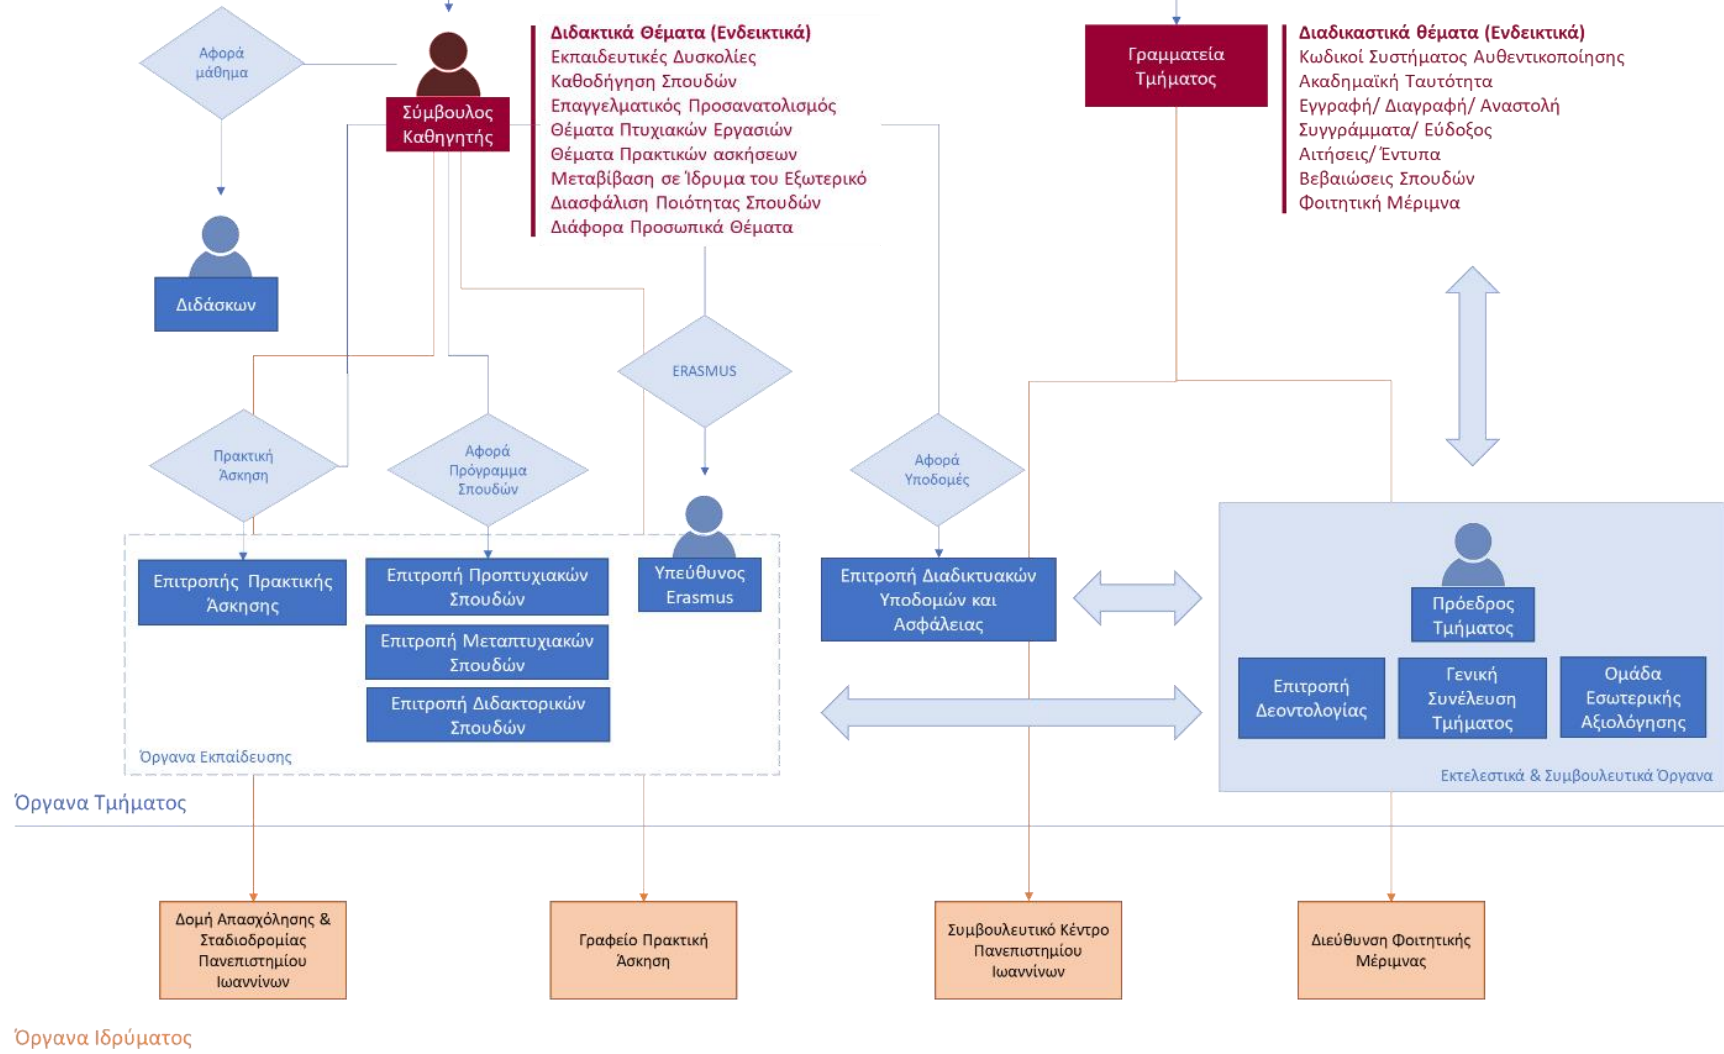 Αφορά
μάθημα
Σύμβουλος
Καθηγητής
Διδακτικά Θέματα (Ενδεικτικά)
Εκπαιδευτικές Δυσκολίες
Καθοδήγηση Σπουδών
Επαγγελματικός Προσανατολισμός
Θέματα Πτυχιακών Εργασιών
Θέματα Πρακτικών ασκήσεων
Μεταβίβαση σε Ίδρυμα του Εξωτερικό
Διασφάλιση Ποιότητας Σπουδών
Διάφορα Προσωπικά Θέματα
Γραμματεία
Τμήματος
Διαδικαστικά θέματα (Ενδεικτικά)
Κωδικοί Συστήματος Αυθεντικοποίησης
Ακαδημαϊκή Ταυτότητα
Εγγραφή/ Διαγραφή/ Αναστολή
Συγγράμματα/ Εύδοξος
Αιτήσεις/ Έντυπα
Βεβαιώσεις Σπουδών
Φοιτητική Μέριμνα
Διδάσκων
ERASMUS
Πρακτική
Άσκηση
Αφορά
Πρόγραμμα
Σπουδών
Αφορά
Υποδομές
Επιτροπής Πρακτικής
Άσκησης
Επιτροπή Προπτυχιακών
Σπουδών
Επιτροπή Μεταπτυχιακών
Σπουδών
Επιτροπή Διδακτορικών
Σπουδών
Υπεύθυνος
Erasmus
Επιτροπή Διαδικτυακών
Υποδομών και
Ασφάλειας
Πρόεδρος
Τμήματος
Επιτροπή
Δεοντολογίας
Γενική
Συνέλευση
Τμήματος
Ομάδα
Εσωτερικής
Αξιολόγησης
Όργανα Εκπαίδευσης
Εκτελεστικά & Συμβουλευτικά Όργανα
Όργανα Τμήματος
Δομή Απασχόλησης &
Σταδιοδρομίας
Πανεπιστημίου
Ιωαννίνων
Γραφείο Πρακτική
Άσκηση
Συμβουλευτικό Κέντρο
Πανεπιστημίου
Ιωαννίνων
Διεύθυνση Φοιτητικής
Μέριμνας
Όργανα Ιδρύματος